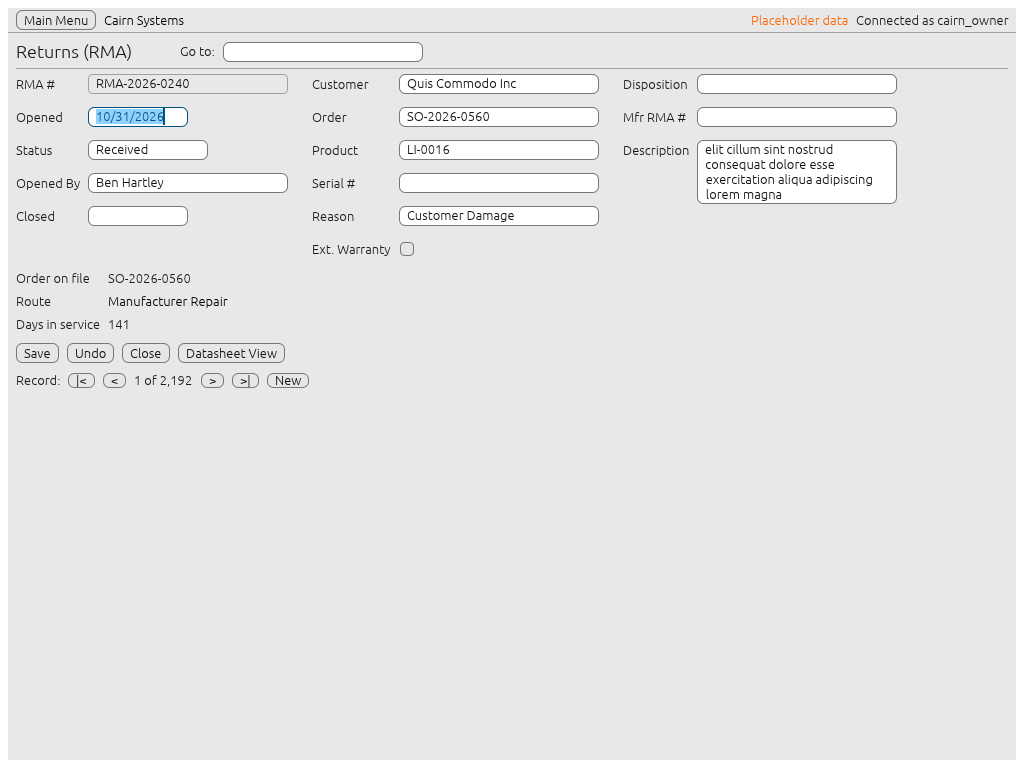 Main Menu Cairn Systems Placeholder data Connected as cairn_owner
Returns (RMA) Go to:
RMA # RMA-2026-0240 Customer Quis Commodo Inc Disposition
Opened 10/31/2026 Order SO-2026-0560 Mfr RMA #
Status Received Product LI-0016 Description elit cillum sint nostrud
consequat dolore esse
exercitation aliqua adipiscing
lorem magna
Opened By Ben Hartley Serial #
Closed Reason Customer Damage
Ext. Warranty
Order on file SO-2026-0560
Route Manufacturer Repair
Days in service 141
Save Undo Close Datasheet View
Record: |< < 1 of 2,192 > >| New